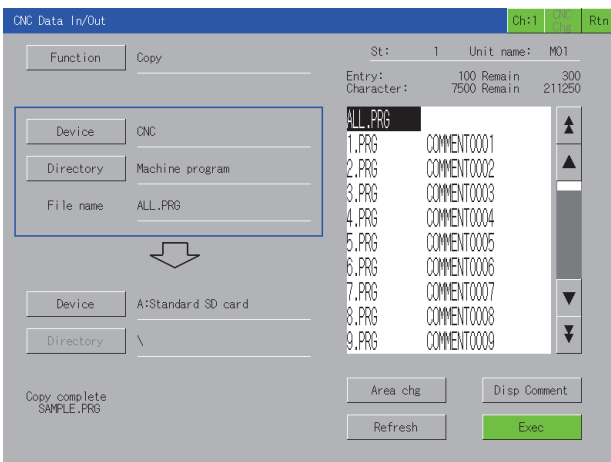 CNC Data In/Out
Ch:1
CNC Chg
Rtn
Function Copy
St: 1 Unit name: M01
Entry: 100 Remain 300
Character: 7500 Remain 211250
Device CNC
Directory Machine program
File name ALL.PRG
ALL.PRG
1.PRG COMMENT0001
2.PRG COMMENT0002
3.PRG COMMENT0003
4.PRG COMMENT0004
5.PRG COMMENT0005
6.PRG COMMENT0006
7.PRG COMMENT0007
8.PRG COMMENT0008
9.PRG COMMENT0009
Device A:Standard SD card
Directory \
Copy complete
SAMPLE.PRG
Area chg
Disp Comment
Refresh
Exec